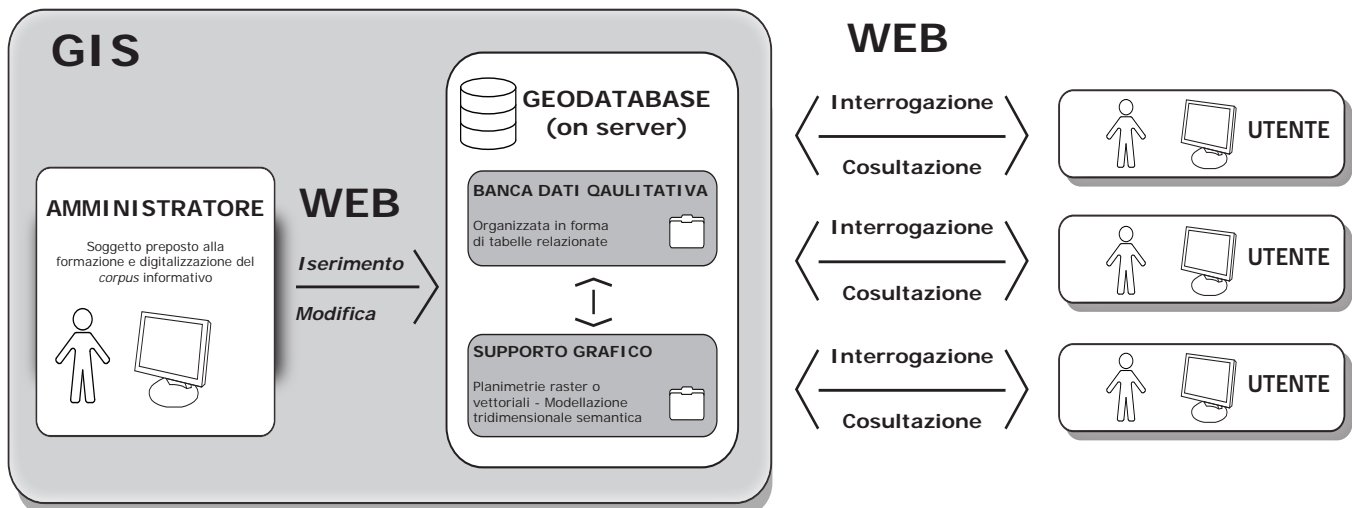 GIS
WEB
GEODATABASE
(on server)
AMMINISTRATORE
Soggetto preposto alla
formazione e digitalizzazione del
corpus informativo
WEB
Iserimento
Modifica
BANCA DATI QAULITATIVA
Organizzata in forma
di tabelle relazionate
SUPPORTO GRAFICO
Planimetrie raster o
vettoriali - Modellazione
tridimensionale semantica
Interrogazione
Cosultazione
UTENTE
Interrogazione
Cosultazione
UTENTE
Interrogazione
Cosultazione
UTENTE